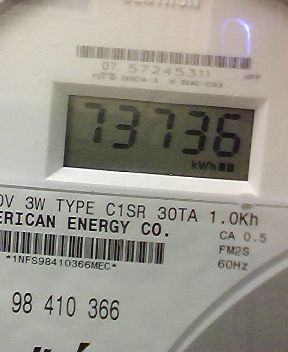 07. 57245311
HPP
73736
kWh
0V 3W TYPE C1SR 30TA 1.0Kh
ERICAN ENERGY CO.
CA 0.5
FM2S
*1NFS98410366MEC*
60Hz
98 410 366